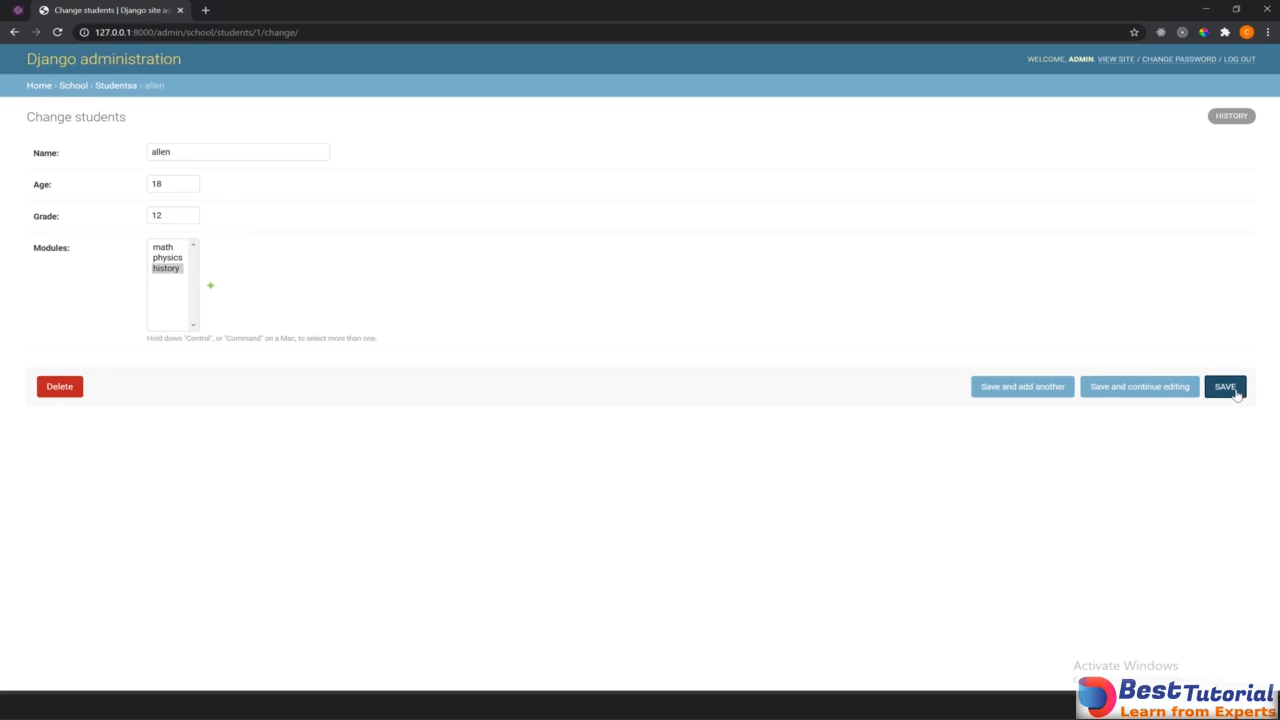 Change students | Django site ad
127.0.0.1:8000/admin/school/students/1/change/
Django administration
WELCOME, ADMIN. VIEW SITE / CHANGE PASSWORD / LOG OUT
Home › School › Studentss › allen
Change students
HISTORY
Name:
allen
Age:
18
Grade:
12
Modules:
math
physics
history
Hold down "Control", or "Command" on a Mac, to select more than one.
Delete
Save and add another
Save and continue editing
SAVE
Activate Windows
BestTutorial
Learn from Experts